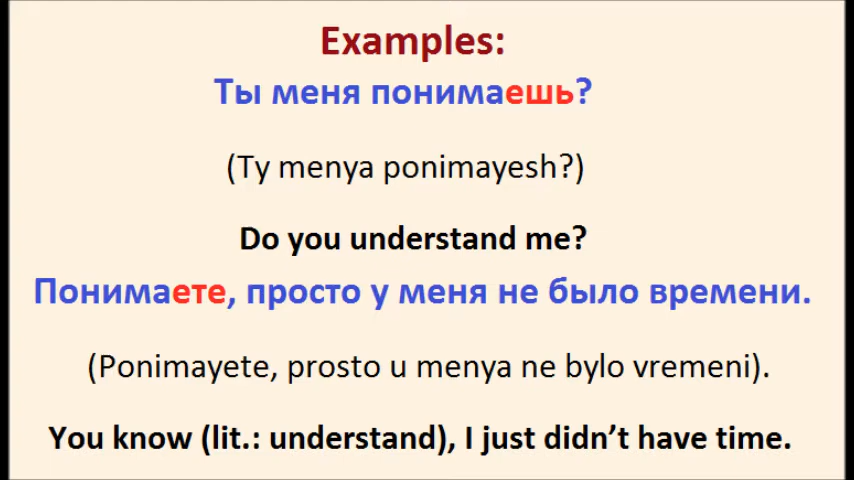 Examples:
Ты меня понимаешь?
(Ty menya ponimayesh?)
Do you understand me?
Понимаете, просто у меня не было времени.
(Ponimayete, prosto u menya ne bylo vremeni).
You know (lit.: understand), I just didn’t have time.